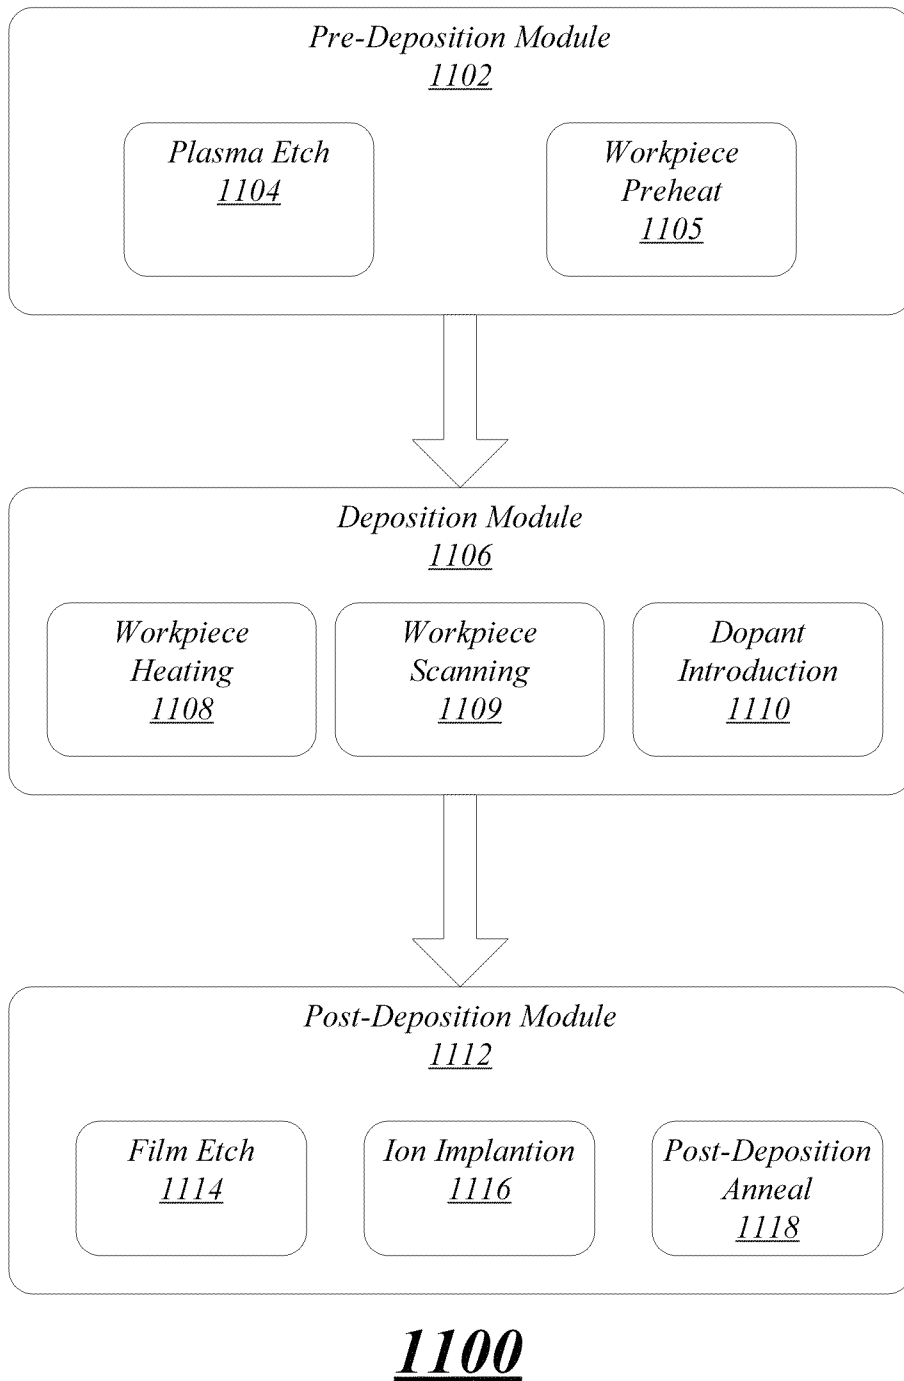 Pre-Deposition Module
1102
Plasma Etch
1104
Workpiece
Preheat
1105
Deposition Module
1106
Workpiece
Heating
1108
Workpiece
Scanning
1109
Dopant
Introduction
1110
Post-Deposition Module
1112
Film Etch
1114
Ion Implantion
1116
Post-Deposition
Anneal
1118
1100